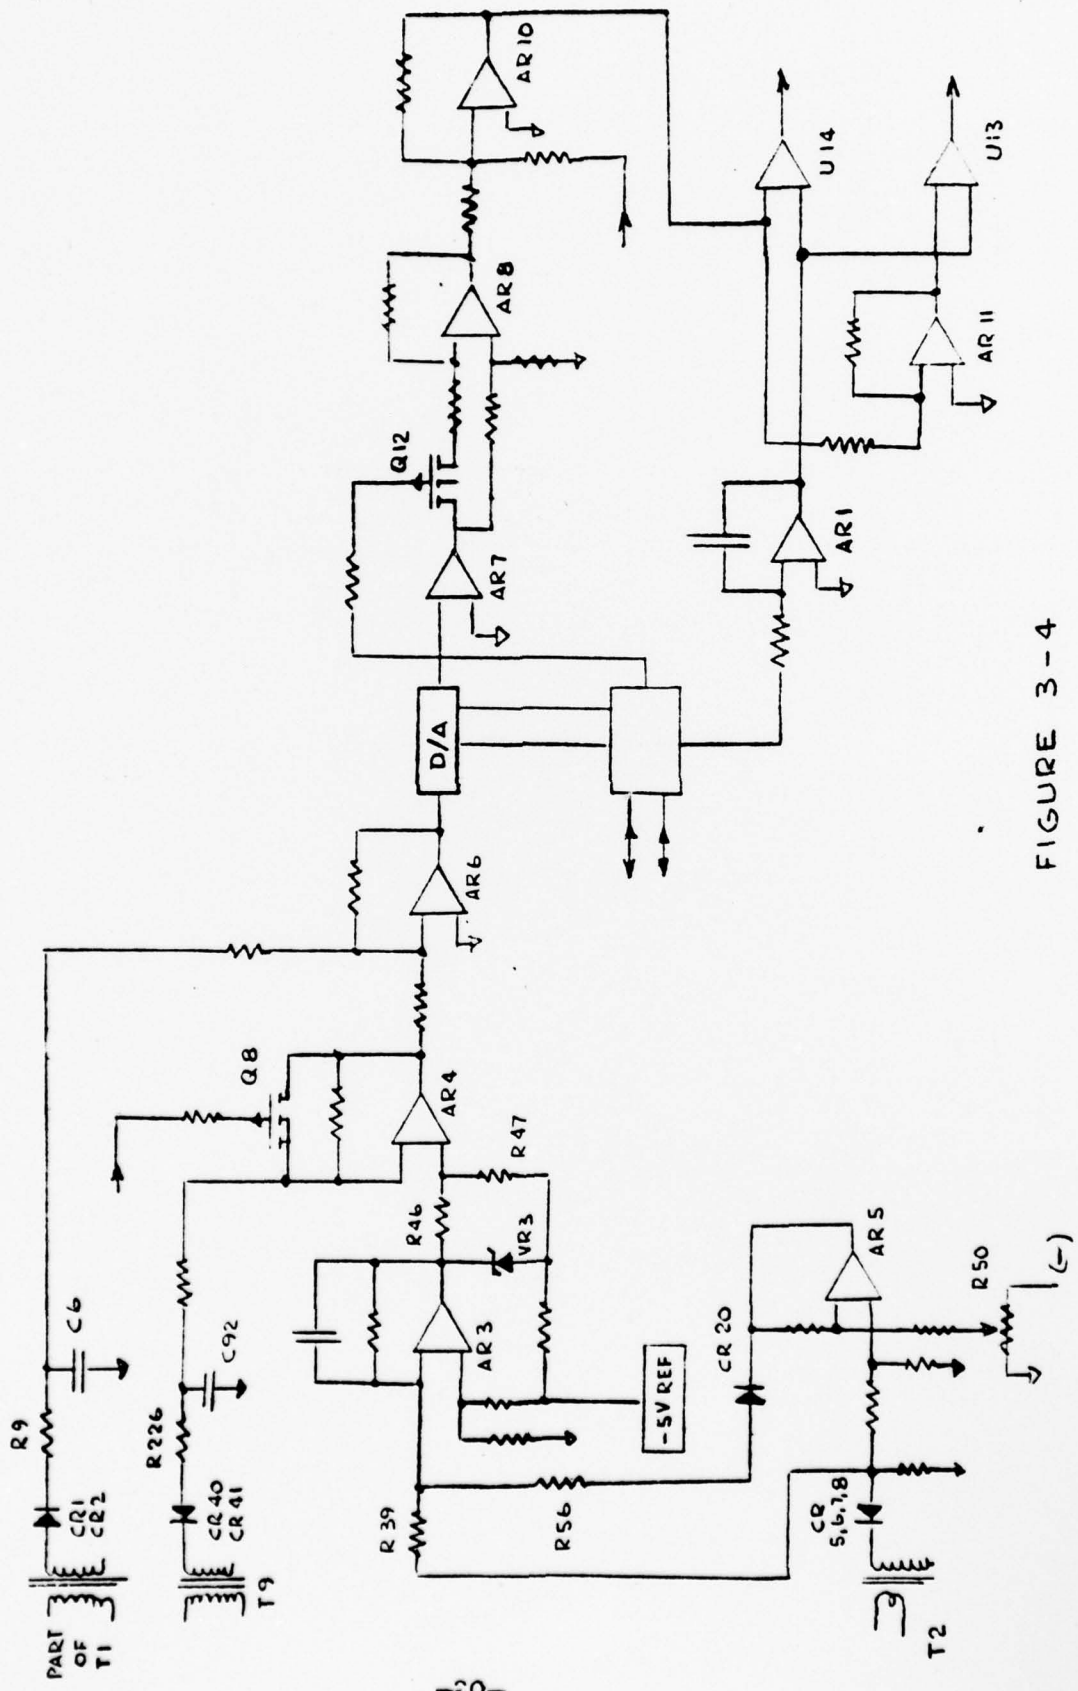 PART
OF
T1
CR1
CR2
R9
C6
T9
CR40
CR41
R226
C92
Q8
R39
R56
AR3
R46
VR3
R47
AR4
-5V REF
T2
CR
5,6,7,8
CR20
AR5
R50
(-)
AR6
D/A
AR7
Q12
AR8
AR10
AR1
AR11
U14
U13
FIGURE 3-4